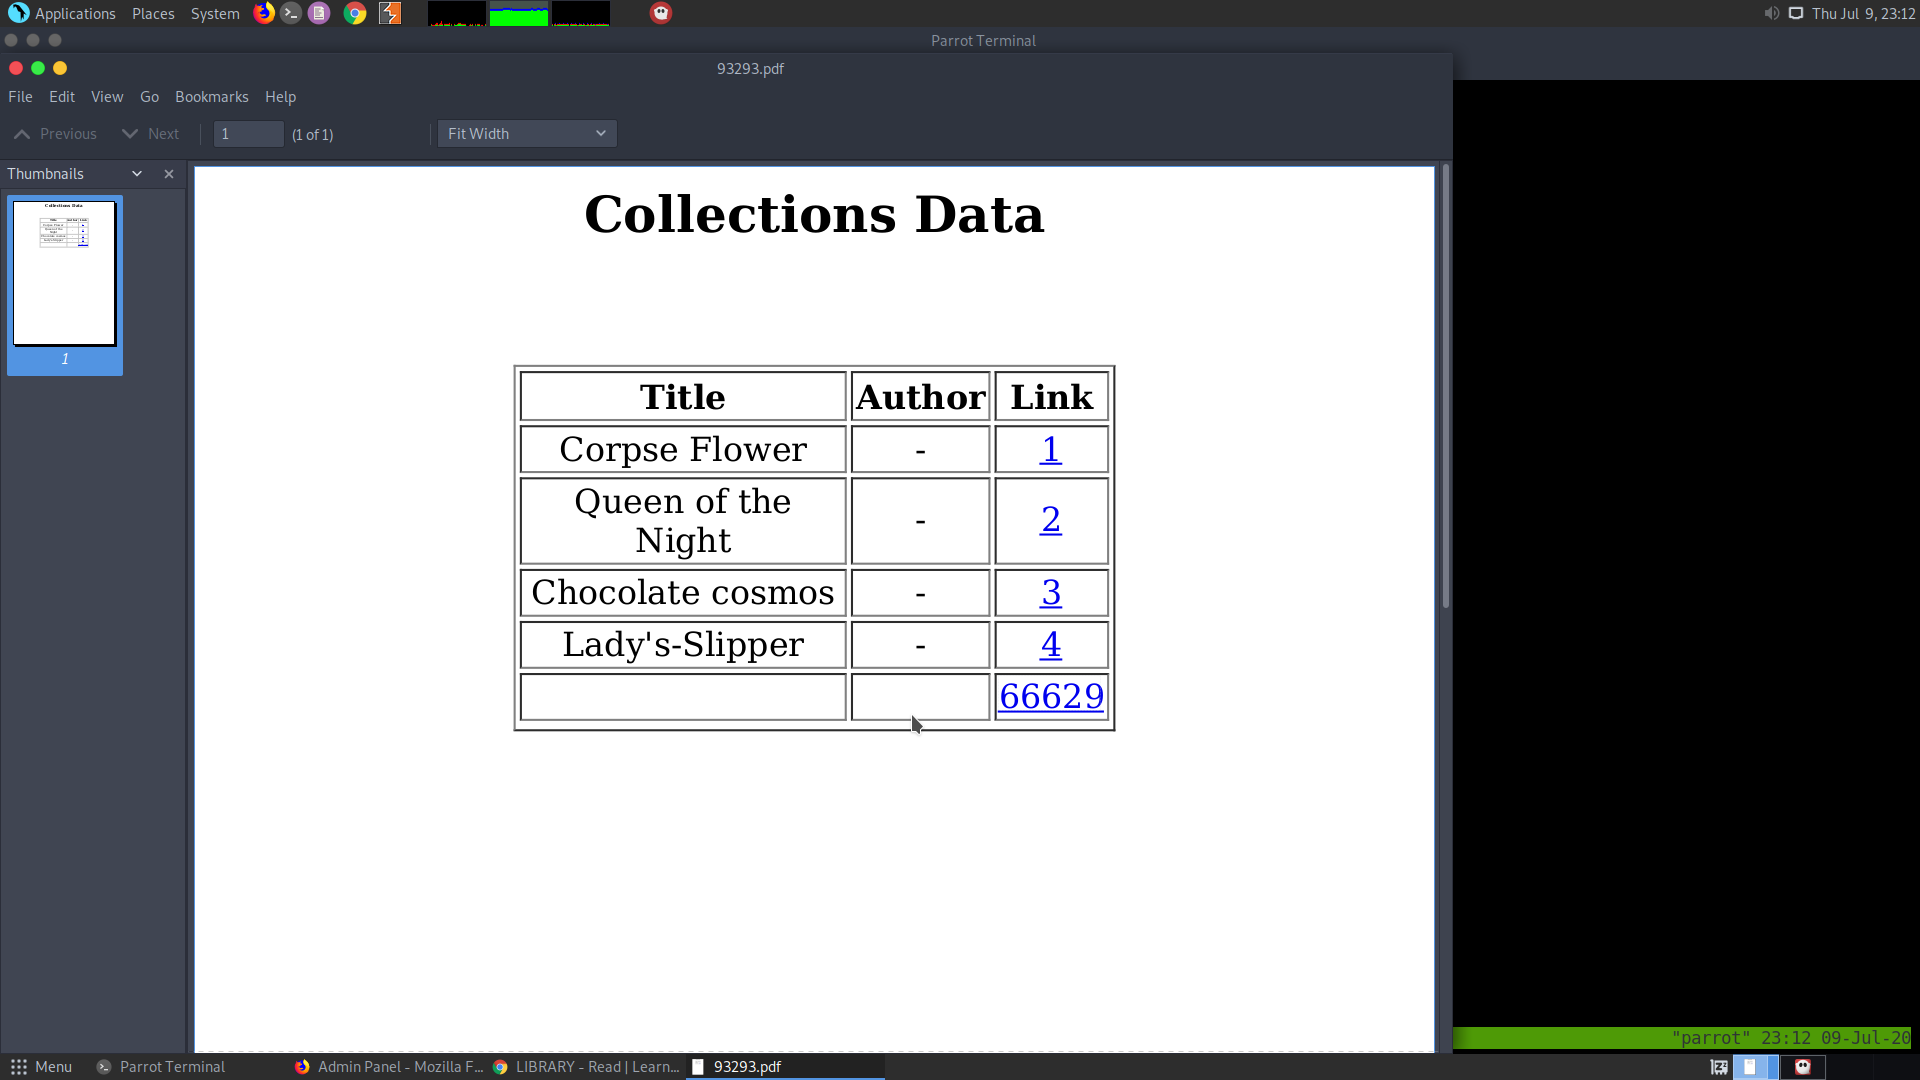 Applications Places System Thu Jul 9, 23:12
Parrot Terminal
93293.pdf
File Edit View Go Bookmarks Help
Previous Next 1 (1 of 1) Fit Width
Thumbnails
1
Collections Data
Title Author Link
Corpse Flower - 1
Queen of the
Night - 2
Chocolate cosmos - 3
Lady's-Slipper - 4
66629
"parrot" 23:12 09-Jul-20
Menu Parrot Terminal Admin Panel - Mozilla F... LIBRARY - Read | Learn... 93293.pdf